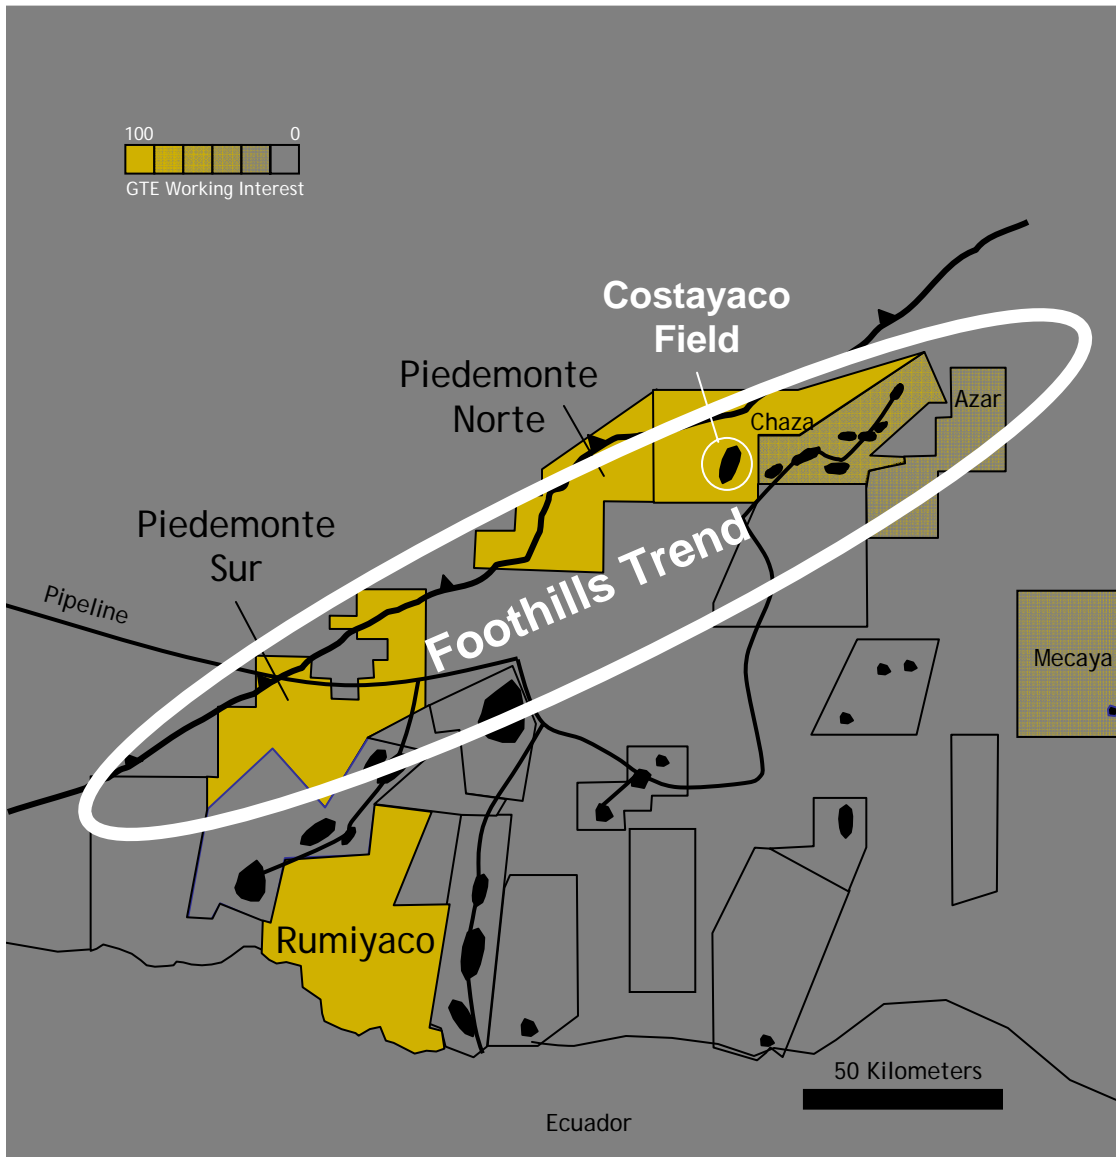 100 0
GTE Working Interest
Costayaco
Field
Piedemonte
Norte
Chaza
Azar
Piedemonte
Sur
Foothills Trend
Pipeline
Mecaya
Rumiyaco
50 Kilometers
Ecuador